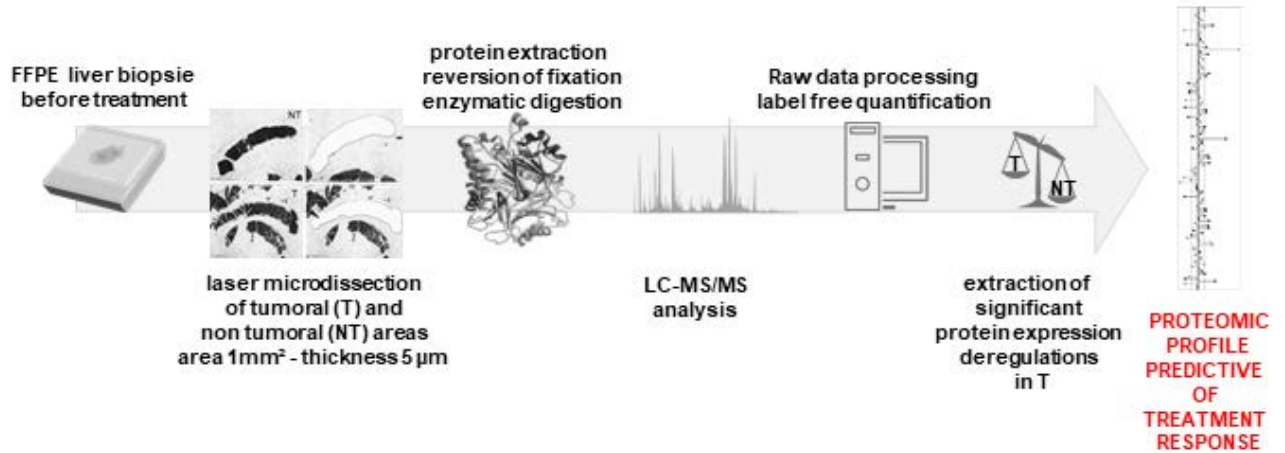 FFPE liver biopsie
before treatment
NT
laser microdissection
of tumoral (T) and
non tumoral (NT) areas
area 1mm² - thickness 5 µm
protein extraction
reversion of fixation
enzymatic digestion
LC-MS/MS
analysis
Raw data processing
label free quantification
T
NT
extraction of
significant
protein expression
deregulations
in T
PROTEOMIC
PROFILE
PREDICTIVE
OF
TREATMENT
RESPONSE